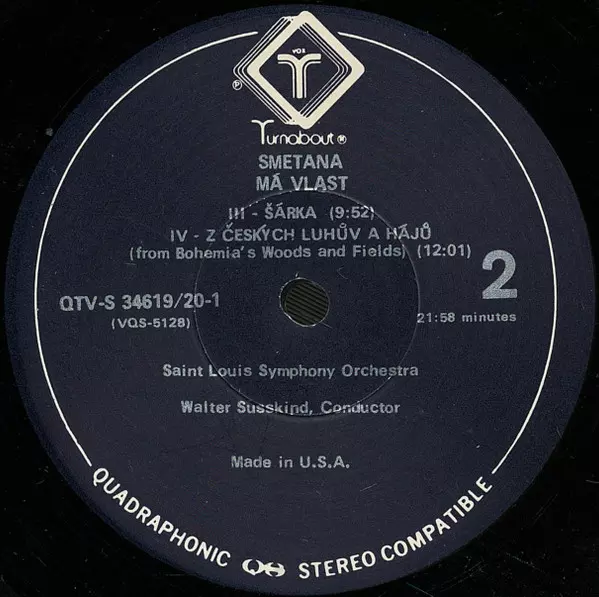 VOX
℗
Turnabout
SMETANA
MÁ VLAST
III - ŠÁRKA (9:52)
IV - Z ČESKÝCH LUHŮV A HÁJŮ
(from Bohemia's Woods and Fields) (12:01)
2
QTV-S 34619/20-1
(VQS-5128)
21:58 minutes
Saint Louis Symphony Orchestra
Walter Susskind, Conductor
Made in U.S.A.
QUADRAPHONIC QS STEREO COMPATIBLE